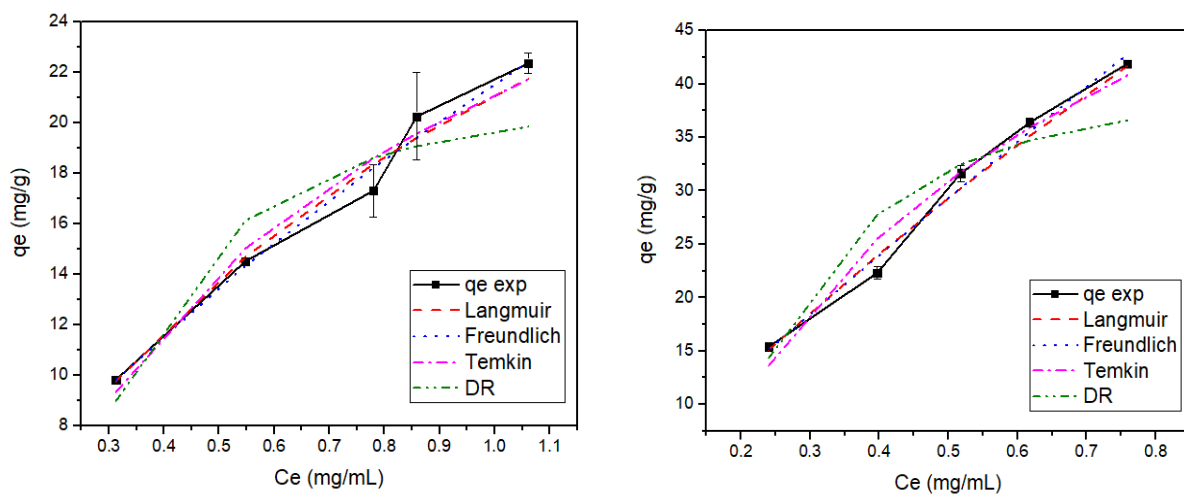 24
22
20
18
16
14
12
10
8
qe (mg/g)
0.3 0.4 0.5 0.6 0.7 0.8 0.9 1.0 1.1
Ce (mg/mL)
qe exp
Langmuir
Freundlich
Temkin
DR
45
40
35
30
25
20
15
10
qe (mg/g)
0.2 0.3 0.4 0.5 0.6 0.7 0.8
Ce (mg/mL)
qe exp
Langmuir
Freundlich
Temkin
DR